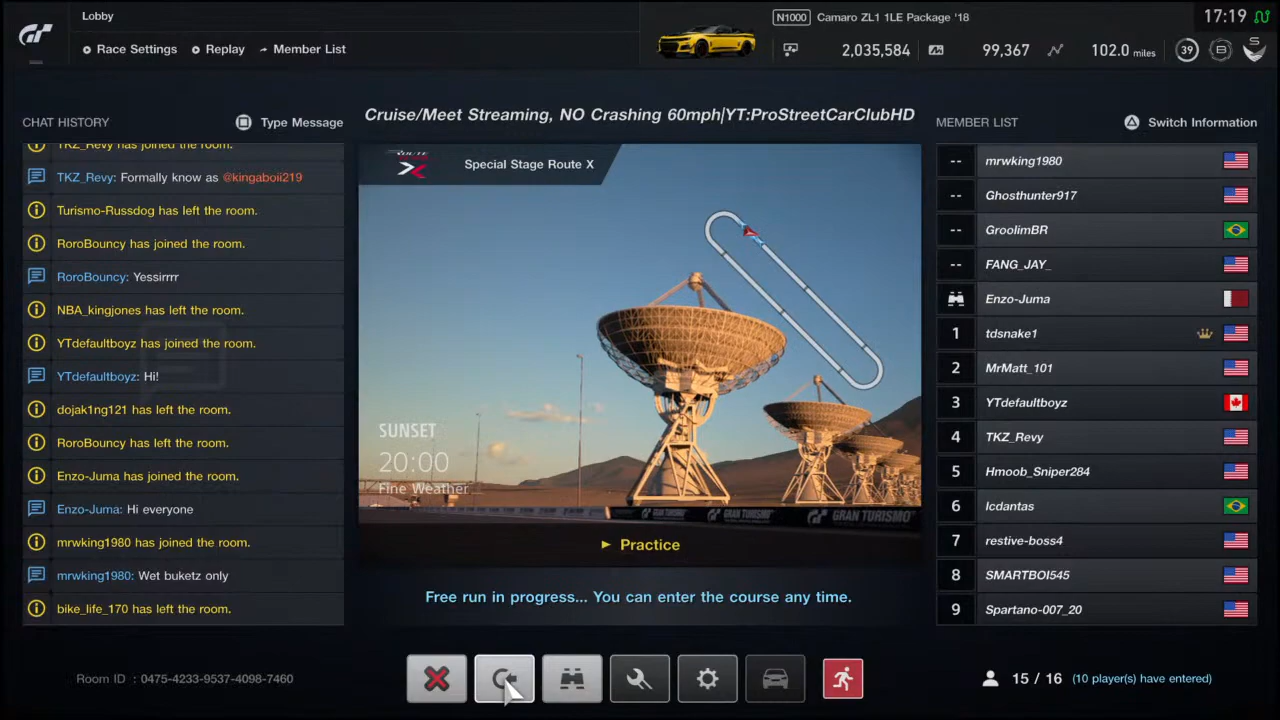 Lobby
Race Settings
Replay
Member List
N1000
Camaro ZL1 1LE Package '18
2,035,584
99,367
102.0 miles
39
B
S
17:19
CHAT HISTORY
Type Message
TKZ_Revy has joined the room.
TKZ_Revy: Formally know as @kingaboii219
Turismo-Russdog has left the room.
RoroBouncy has joined the room.
RoroBouncy: Yessirrr
NBA_kingjones has left the room.
YTdefaultboyz has joined the room.
YTdefaultboyz: Hi!
dojak1ng121 has left the room.
RoroBouncy has left the room.
Enzo-Juma has joined the room.
Enzo-Juma: Hi everyone
mrwking1980 has joined the room.
mrwking1980: Wet buketz only
bike_life_170 has left the room.
Cruise/Meet Streaming, NO Crashing 60mph|YT:ProStreetCarClubHD
Special Stage Route X
SUNSET
20:00
Fine Weather
GRAN TURISMO
Practice
Free run in progress... You can enter the course any time.
MEMBER LIST
Switch Information
-- mrwking1980
-- Ghosthunter917
-- GroolimBR
-- FANG_JAY_
Enzo-Juma
1 tdsnake1
2 MrMatt_101
3 YTdefaultboyz
4 TKZ_Revy
5 Hmoob_Sniper284
6 lcdantas
7 restive-boss4
8 SMARTBOI545
9 Spartano-007_20
Room ID : 0475-4233-9537-4098-7460
15 / 16 (10 player(s) have entered)